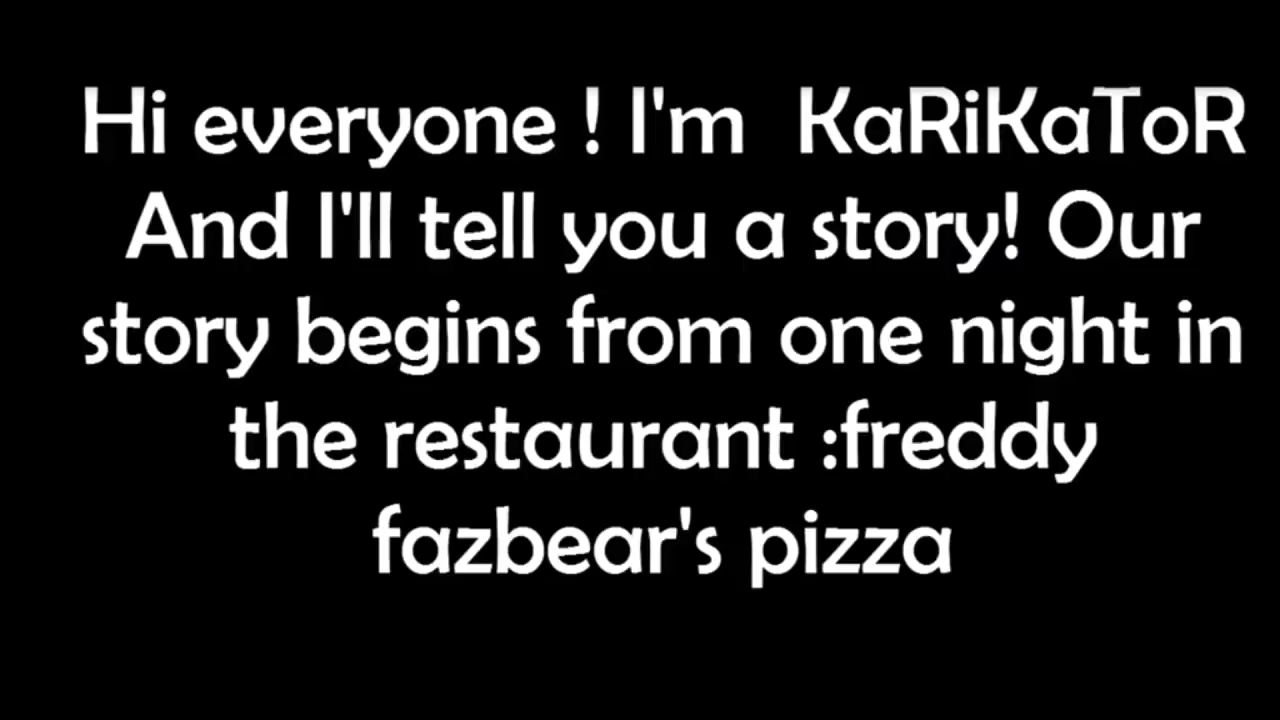 Hi everyone ! I'm  KaRiKaToR
And I'll tell you a story! Our
story begins from one night in
the restaurant :freddy
fazbear's pizza